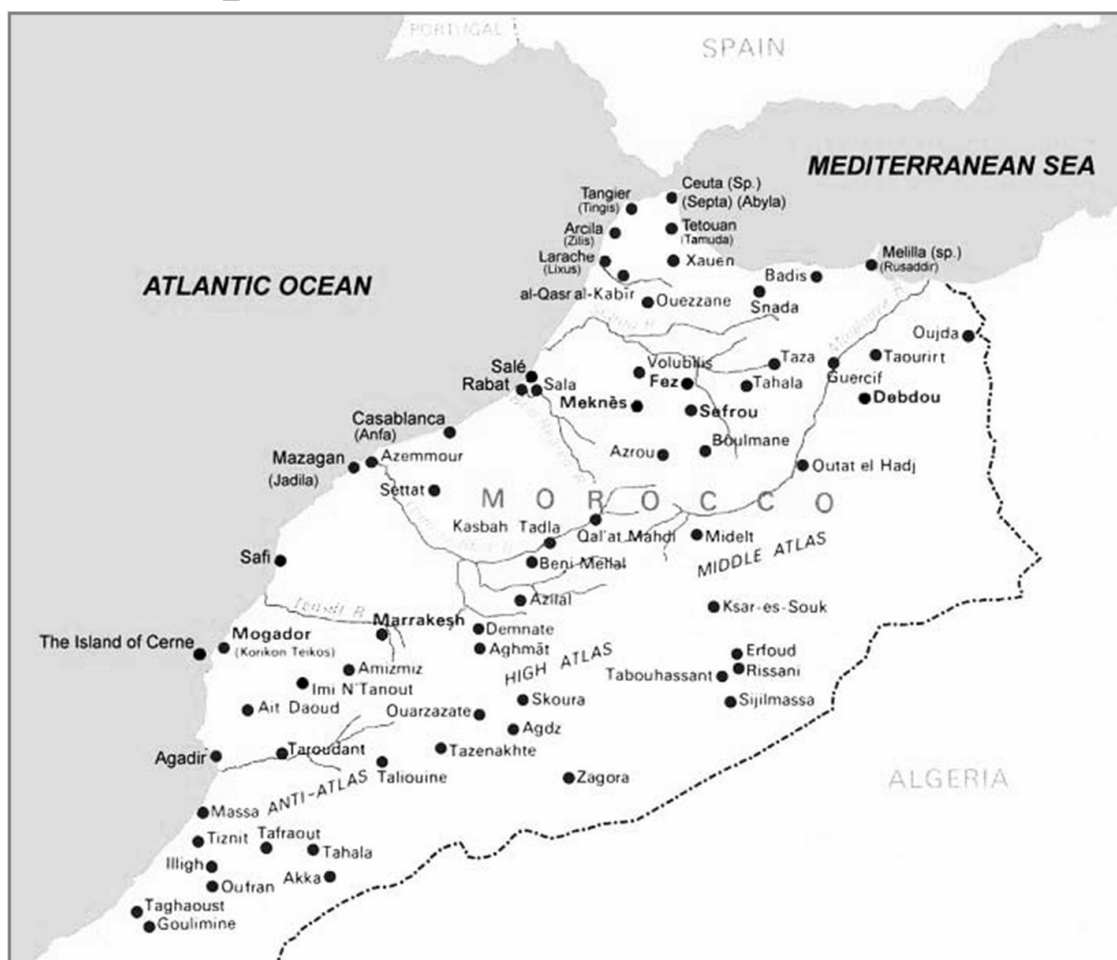 PORTUGAL
SPAIN
MEDITERRANEAN SEA
ATLANTIC OCEAN
Ceuta (Sp.)
(Septa) (Abyla)
Tangier
(Tingis)
Arcila
(Zilis)
Tetouan
(Tamuda)
Larache
(Lixus)
Xauen
Melilla (sp.)
(Rusaddir)
Badis
al-Qasr al-Kabīr
Ouezzane
Snada
Oujda
Taourirt
Volubilis
Taza
Guercif
Salé
Rabat
Sala
Fez
Tahala
Debdou
Meknès
Sefrou
Casablanca
(Anfa)
Azrou
Boulmane
Mazagan
(Jadila)
Azemmour
Outat el Hadj
Settat
MOROCCO
Kasbah Tadla
Qal'at Mahdi
Midelt
MIDDLE ATLAS
Safi
Beni Mellal
Azilal
Ksar-es-Souk
Tensift R.
Marrakesh
Demnate
The Island of Cerne
Mogador
(Korikon Teikos)
Aghmāt
HIGH ATLAS
Erfoud
Rissani
Tabouhassant
Amizmiz
Imi N'Tanout
Skoura
Sijilmassa
Ait Daoud
Ouarzazate
Agdz
Agadir
Taroudant
Tazenakhte
Taliouine
Zagora
ALGERIA
ANTI-ATLAS
Massa
Tiznit
Tafraout
Tahala
Illigh
Akka
Oufran
Taghaoust
Goulimine